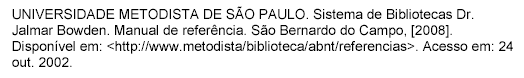 UNIVERSIDADE METODISTA DE SÃO PAULO. Sistema de Bibliotecas Dr.
Jalmar Bowden. Manual de referência. São Bernardo do Campo, [2008].
Disponível em: <http://www.metodista/biblioteca/abnt/referencias>. Acesso em: 24
out. 2002.